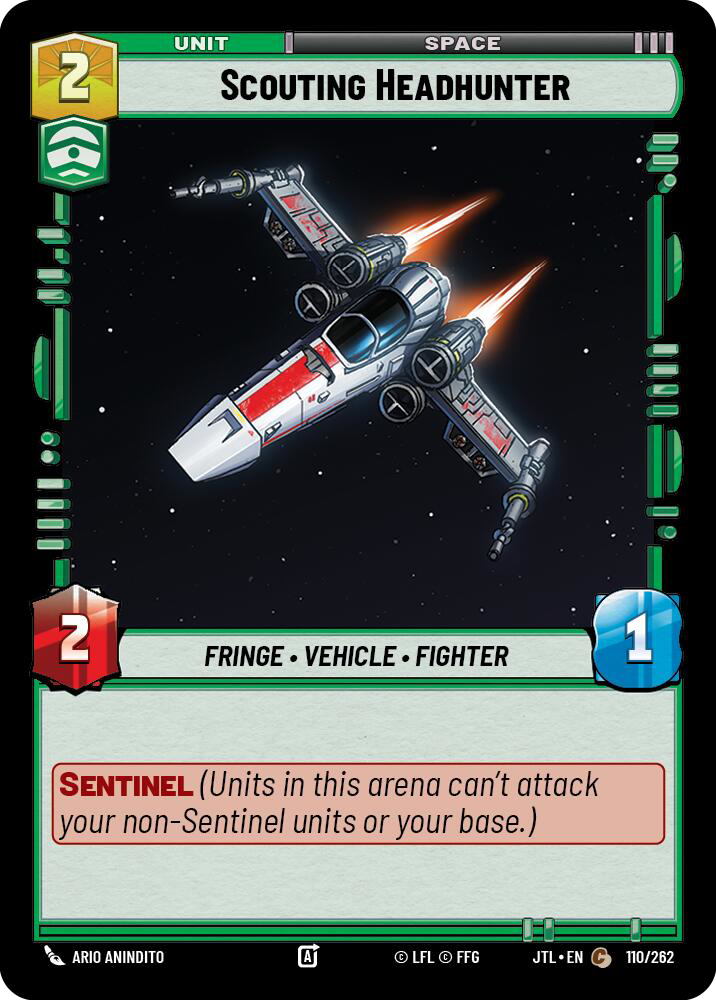 UNIT
SPACE
2
SCOUTING HEADHUNTER
2
FRINGE • VEHICLE • FIGHTER
1
SENTINEL (Units in this arena can't attack
your non-Sentinel units or your base.)
ARIO ANINDITO
A
© LFL © FFG
JTL • EN
C
110/262